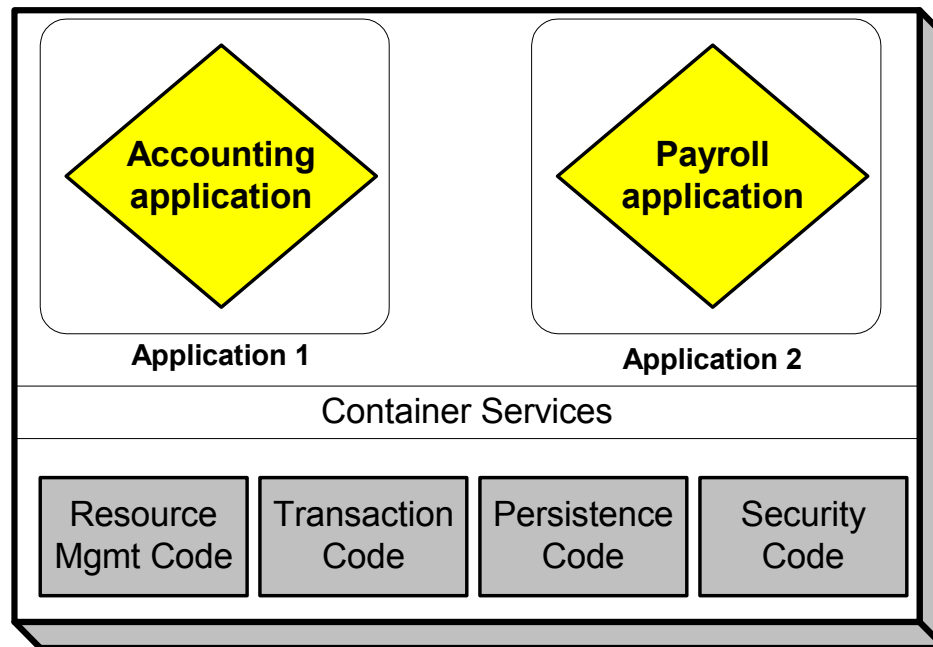 Accounting
application
Payroll
application
Application 1
Application 2
Container Services
Resource
Mgmt Code
Transaction
Code
Persistence
Code
Security
Code